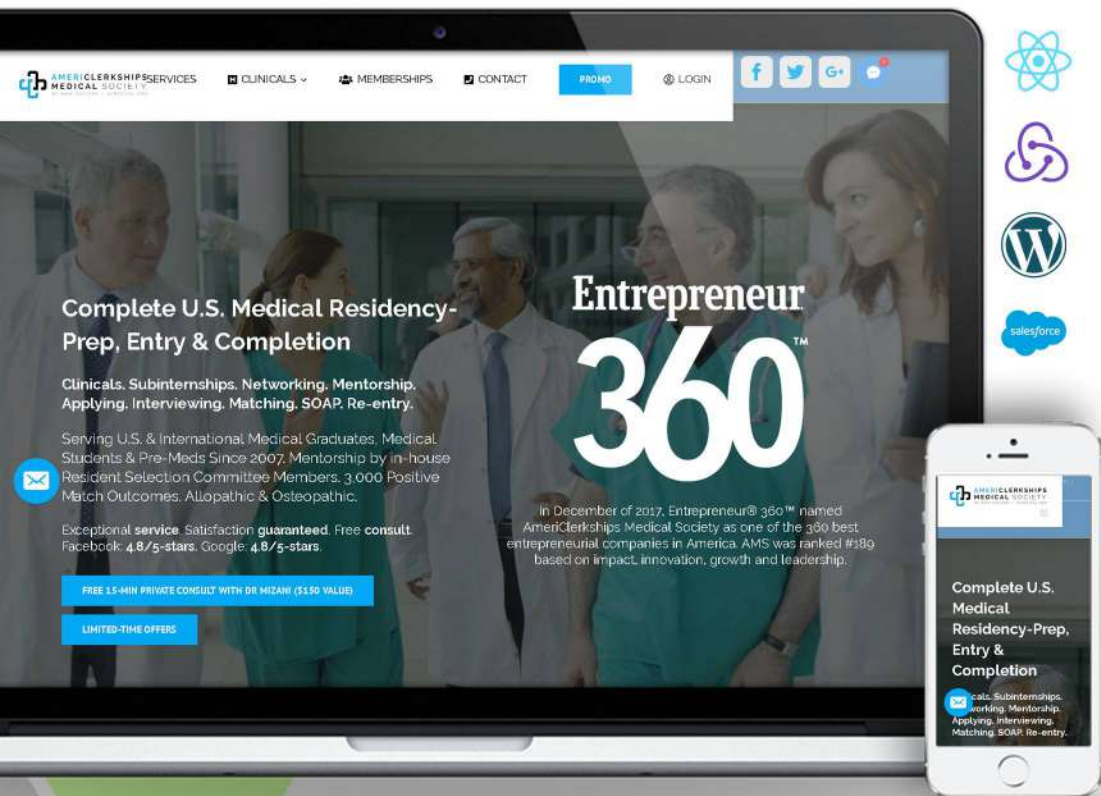 AMERICLERKSHIPS
MEDICAL SOCIETY
SERVICES
CLINICALS
MEMBERSHIPS
CONTACT
PROMO
LOGIN
f
G+
Complete U.S. Medical Residency-
Prep, Entry & Completion
Clinicals. Subinternships. Networking. Mentorship.
Applying. Interviewing. Matching. SOAP. Re-entry.
Serving U.S. & International Medical Graduates, Medical
Students & Pre-Meds Since 2007. Mentorship by in-house
Resident Selection Committee Members. 3,000 Positive
Match Outcomes. Allopathic & Osteopathic.
Exceptional service. Satisfaction guaranteed. Free consult.
Facebook: 4.8/5-stars. Google: 4.8/5-stars.
FREE 15-MIN PRIVATE CONSULT WITH DR MIZANI ($150 VALUE)
LIMITED-TIME OFFERS
Entrepreneur
360™
In December of 2017, Entrepreneur® 360™ named
AmeriClerkships Medical Society as one of the 360 best
entrepreneurial companies in America. AMS was ranked #189
based on impact, innovation, growth and leadership.
W
salesforce
AMERICLERKSHIPS
MEDICAL SOCIETY
Complete U.S.
Medical
Residency-Prep,
Entry &
Completion
cals. Subinternships.
working. Mentorship.
Applying. Interviewing.
Matching. SOAP. Re-entry.